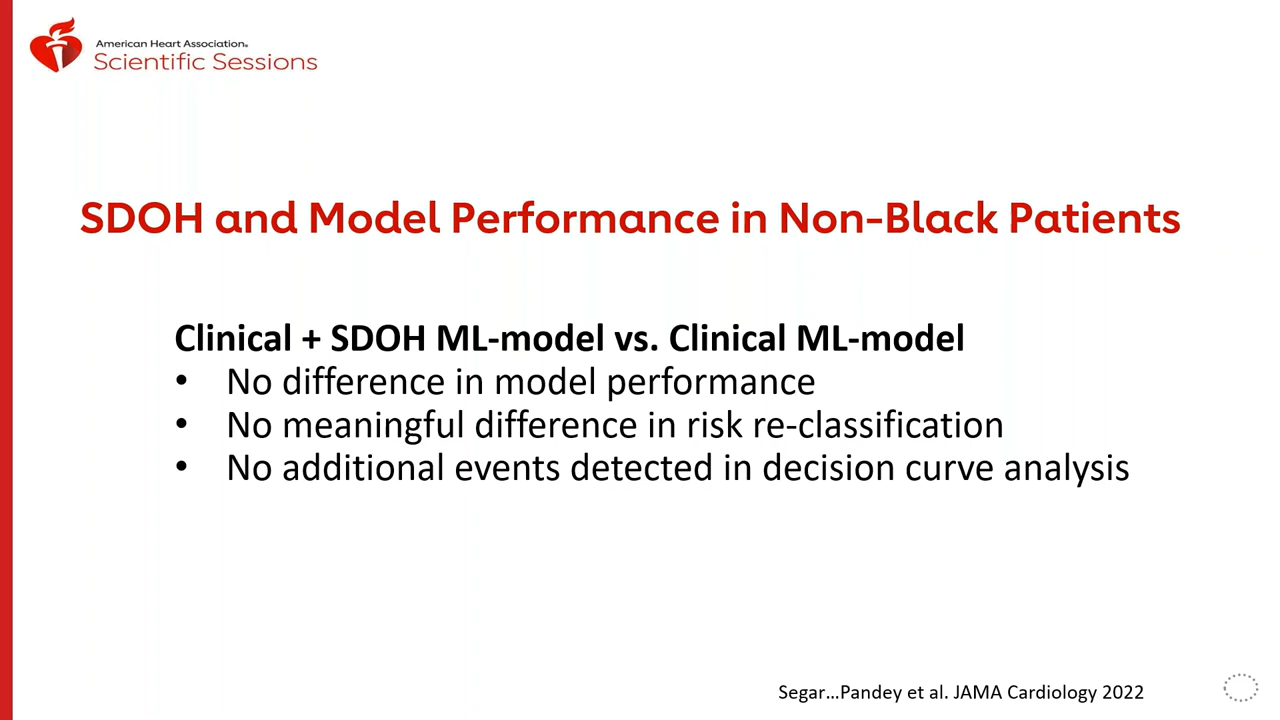 American Heart Association®
Scientific Sessions
SDOH and Model Performance in Non-Black Patients
Clinical + SDOH ML-model vs. Clinical ML-model
• No difference in model performance
• No meaningful difference in risk re-classification
• No additional events detected in decision curve analysis
Segar...Pandey et al. JAMA Cardiology 2022